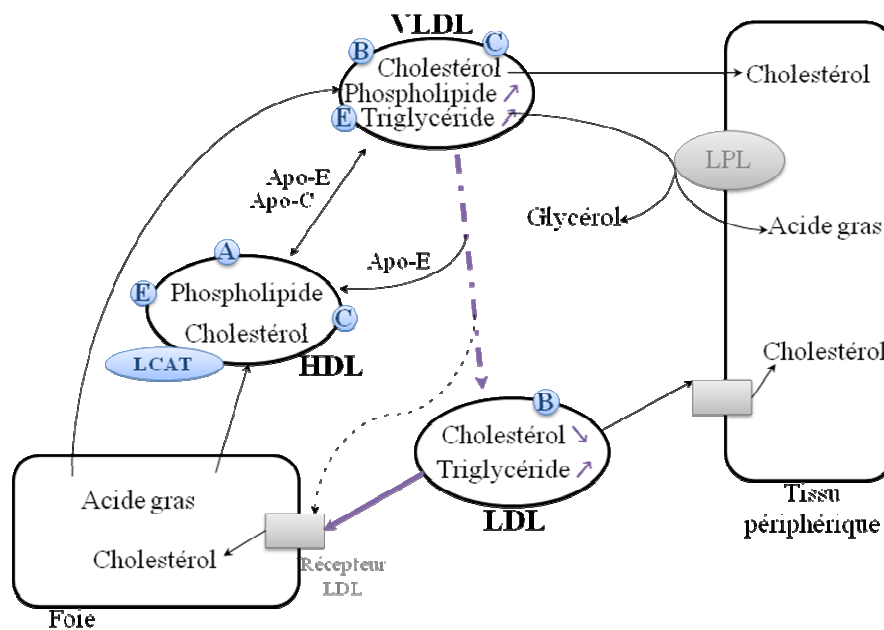 VLDL
B
C
Cholestérol
Phospholipide ↗
E
Triglycéride ↗
Cholestérol
LPL
Glycérol
Acide gras
Apo-E
Apo-C
Apo-E
A
E
Phospholipide
C
Cholestérol
LCAT
HDL
Cholestérol
B
Cholestérol ↘
Triglycéride ↗
LDL
Tissu
périphérique
Acide gras
Cholestérol
Récepteur
LDL
Foie